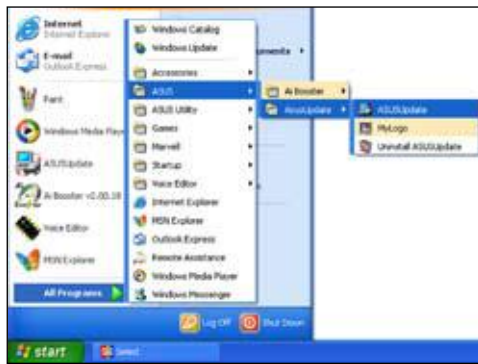 Internet
Internet Explorer
E-mail
Outlook Express
Paint
Windows Media Play
ASUSUpdate
Ai Booster v2.00.18
Voice Editor
MSN Explorer
All Programs
Windows Catalog
Windows Update
Accessories
ASUS
ASUS Utility
Games
Marvell
Startup
Voice Editor
Internet Explorer
MSN Explorer
Outlook Express
Remote Assistance
Windows Media Player
Windows Messenger
Ai Booster
AsusUpdate
ASUSUpdate
MyLogo
Uninstall ASUSUpdate
Log Off
Shut Down
start